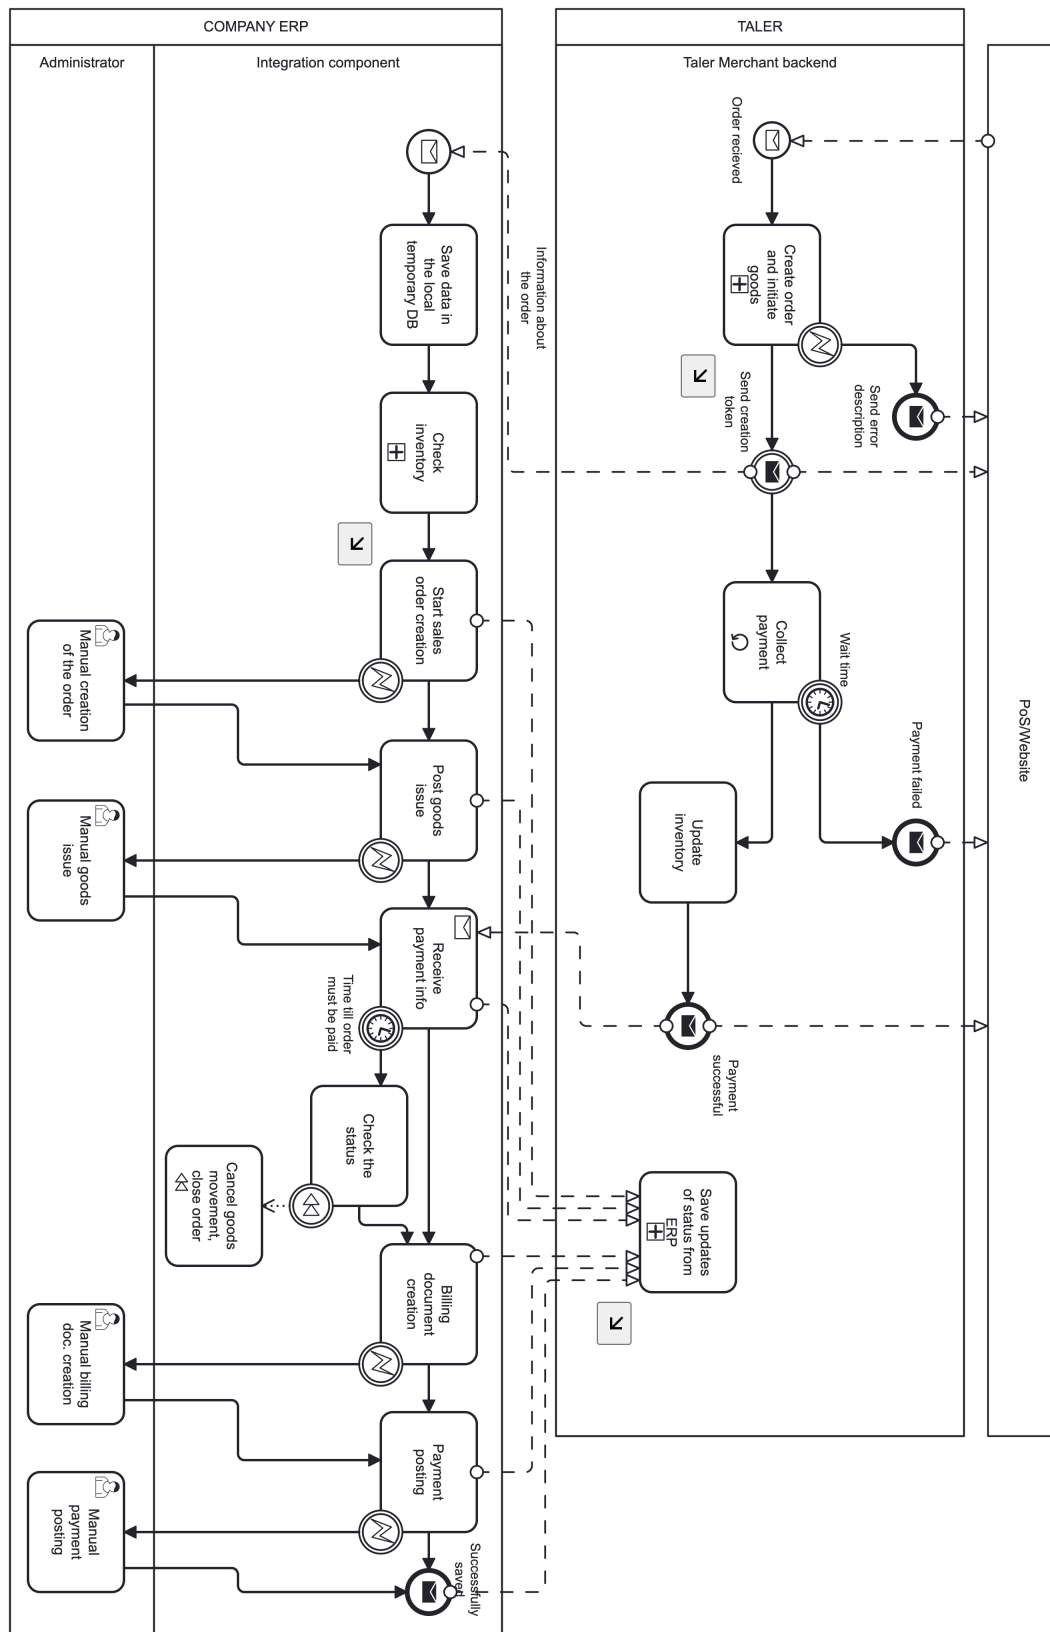 COMPANY ERP
TALER
Administrator
Integration component
Taler Merchant backend
PoS/Website
Order recieved
Create order
and initiate
goods
Send error
description
Send creation
token
Information about
the order
Save data in
the local
temporary DB
Check
inventory
Start sales
order creation
Manual creation
of the order
Collect
payment
Wait time
Payment failed
Update
inventory
Post goods
issue
Manual goods
issue
Receive
payment info
Time till order
must be paid
Payment
successful
Check the
status
Cancel goods
movement,
close order
Save updates
of status from
ERP
Billing
document
creation
Manual billing
doc. creation
Payment
posting
Manual
payment
posting
Successfully
saved